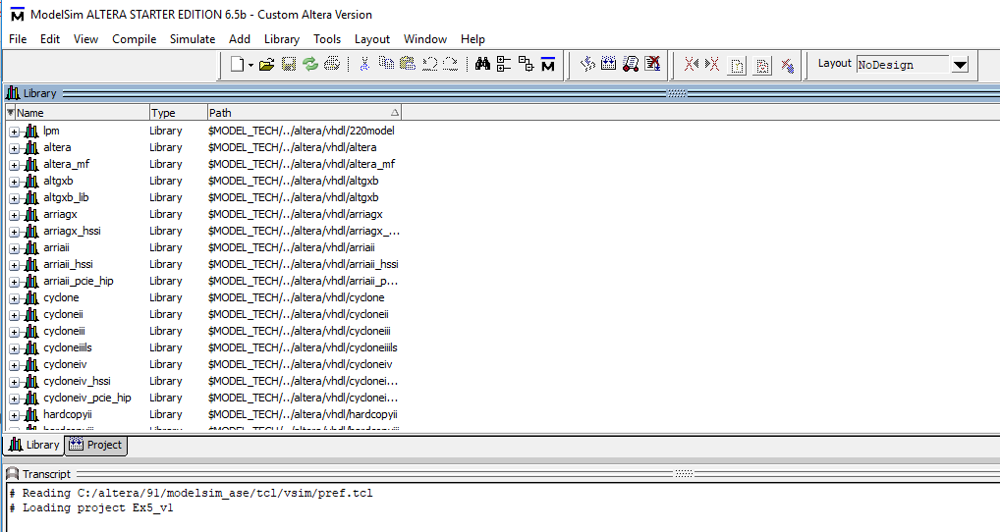 ModelSim ALTERA STARTER EDITION 6.5b - Custom Altera Version
File Edit View Compile Simulate Add Library Tools Layout Window Help
Layout NoDesign
Library
Name Type Path
lpm Library $MODEL_TECH/../altera/vhdl/220model
altera Library $MODEL_TECH/../altera/vhdl/altera
altera_mf Library $MODEL_TECH/../altera/vhdl/altera_mf
altgxb Library $MODEL_TECH/../altera/vhdl/altgxb
altgxb_lib Library $MODEL_TECH/../altera/vhdl/altgxb
arriagx Library $MODEL_TECH/../altera/vhdl/arriagx
arriagx_hssi Library $MODEL_TECH/../altera/vhdl/arriagx_...
arriaii Library $MODEL_TECH/../altera/vhdl/arriaii
arriaii_hssi Library $MODEL_TECH/../altera/vhdl/arriaii_hssi
arriaii_pcie_hip Library $MODEL_TECH/../altera/vhdl/arriaii_p...
cyclone Library $MODEL_TECH/../altera/vhdl/cyclone
cycloneii Library $MODEL_TECH/../altera/vhdl/cycloneii
cycloneiii Library $MODEL_TECH/../altera/vhdl/cycloneiii
cycloneiiils Library $MODEL_TECH/../altera/vhdl/cycloneiiils
cycloneiv Library $MODEL_TECH/../altera/vhdl/cycloneiv
cycloneiv_hssi Library $MODEL_TECH/../altera/vhdl/cyclonei...
cycloneiv_pcie_hip Library $MODEL_TECH/../altera/vhdl/cyclonei...
hardcopyii Library $MODEL_TECH/../altera/vhdl/hardcopyii
Library Project
Transcript
# Reading C:/altera/91/modelsim_ase/tcl/vsim/pref.tcl
# Loading project Ex5_v1